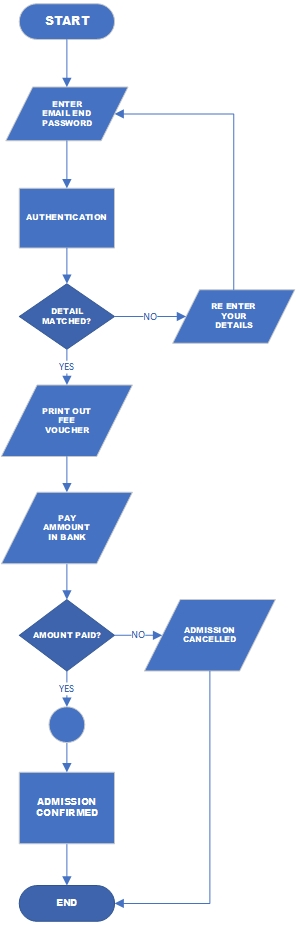 START
ENTER
EMAIL END
PASSWORD
AUTHENTICATION
DETAIL
MATCHED?
NO
RE ENTER
YOUR
DETAILS
YES
PRINT OUT
FEE
VOUCHER
PAY
AMMOUNT
IN BANK
AMOUNT PAID?
NO
ADMISSION
CANCELLED
YES
ADMISSION
CONFIRMED
END